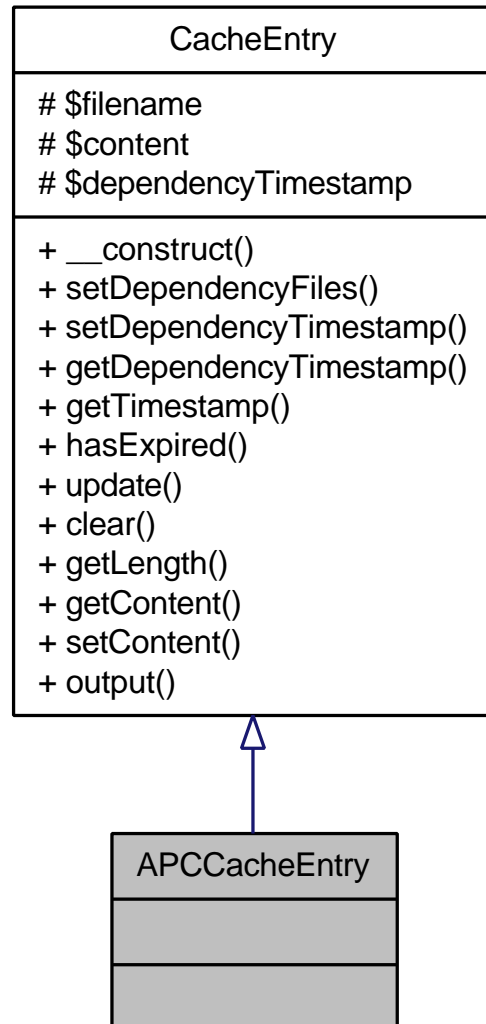 CacheEntry
# $filename
# $content
# $dependencyTimestamp
+ __construct()
+ setDependencyFiles()
+ setDependencyTimestamp()
+ getDependencyTimestamp()
+ getTimestamp()
+ hasExpired()
+ update()
+ clear()
+ getLength()
+ getContent()
+ setContent()
+ output()
APCCacheEntry